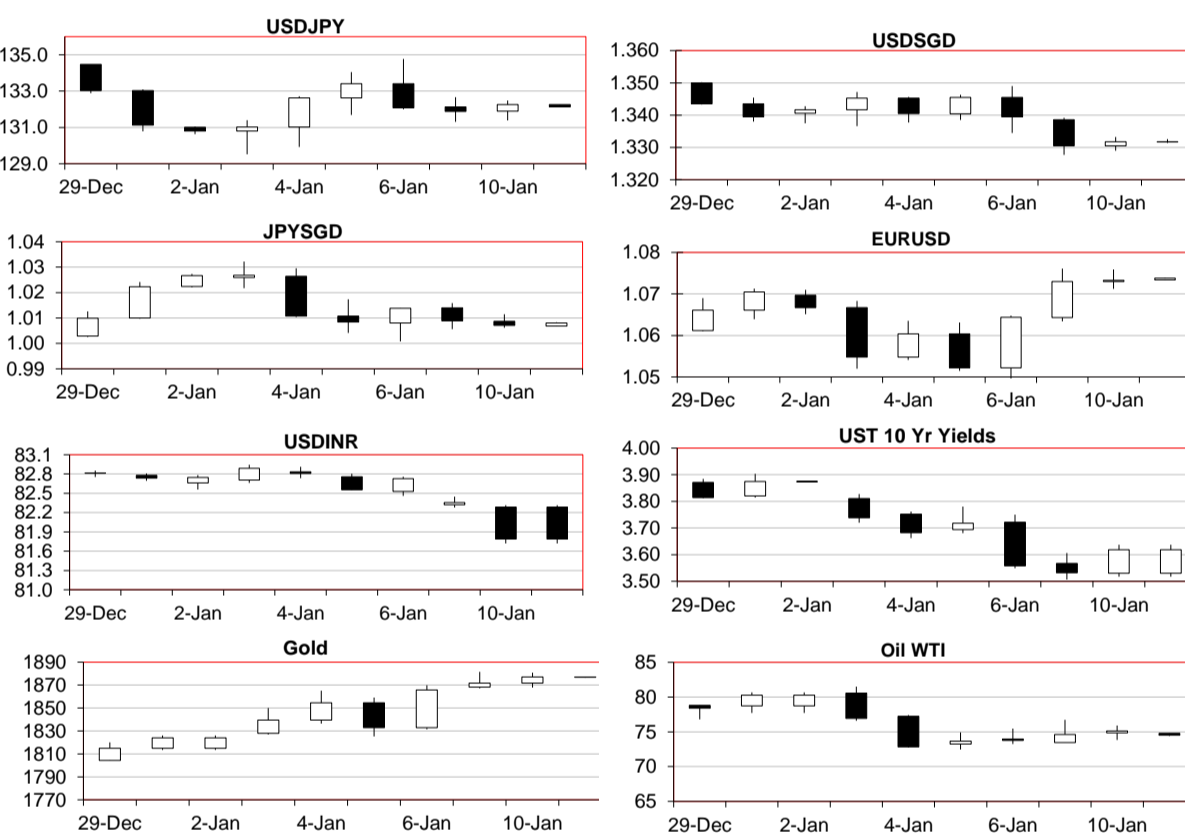 USDJPY
135.0
133.0
131.0
129.0
29-Dec 2-Jan 4-Jan 6-Jan 10-Jan
USDSGD
1.360
1.350
1.340
1.330
1.320
29-Dec 2-Jan 4-Jan 6-Jan 10-Jan
JPYSGD
1.04
1.03
1.02
1.01
1.00
0.99
29-Dec 2-Jan 4-Jan 6-Jan 10-Jan
EURUSD
1.08
1.07
1.06
1.05
29-Dec 2-Jan 4-Jan 6-Jan 10-Jan
USDINR
83.1
82.8
82.5
82.2
81.9
81.6
81.3
81.0
29-Dec 2-Jan 4-Jan 6-Jan 10-Jan
UST 10 Yr Yields
4.00
3.90
3.80
3.70
3.60
3.50
29-Dec 2-Jan 4-Jan 6-Jan 10-Jan
Gold
1890
1870
1850
1830
1810
1790
1770
29-Dec 2-Jan 4-Jan 6-Jan 10-Jan
Oil WTI
85
80
75
70
65
29-Dec 2-Jan 4-Jan 6-Jan 10-Jan